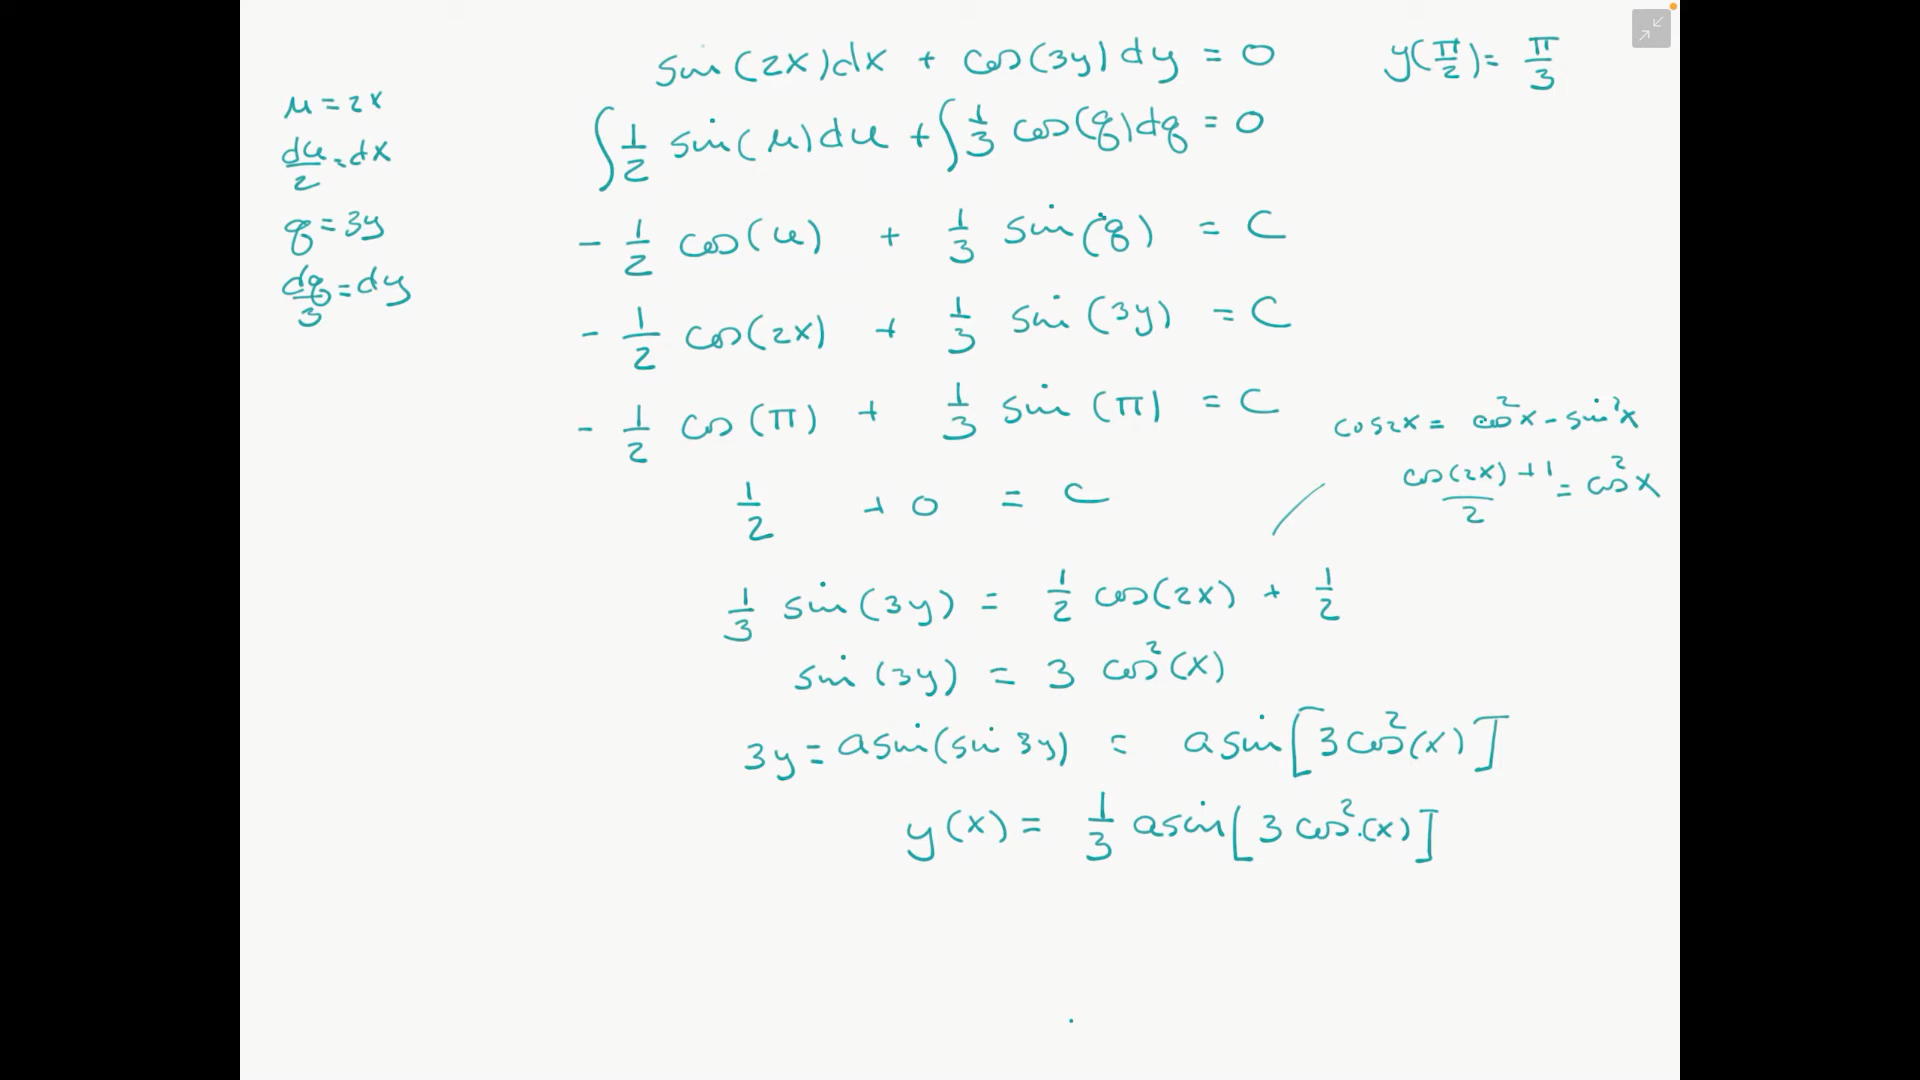 sin(2x)dx + cos(3y)dy = 0    y(π/2) = π/3
μ = 2x
du/2 = dx
q = 3y
dq/3 = dy
∫ 1/2 sin(μ)du + ∫ 1/3 cos(q)dq = 0
- 1/2 cos(u) + 1/3 sin(q) = C
- 1/2 cos(2x) + 1/3 sin(3y) = C
- 1/2 cos(π) + 1/3 sin(π) = C
cos2x = cos²x - sin²x
(cos(2x) + 1)/2 = cos²x
1/2 + 0 = C
1/3 sin(3y) = 1/2 cos(2x) + 1/2
sin(3y) = 3 cos²(x)
3y = asin(sin 3y) = asin[3cos²(x)]
y(x) = 1/3 asin[3 cos²(x)]